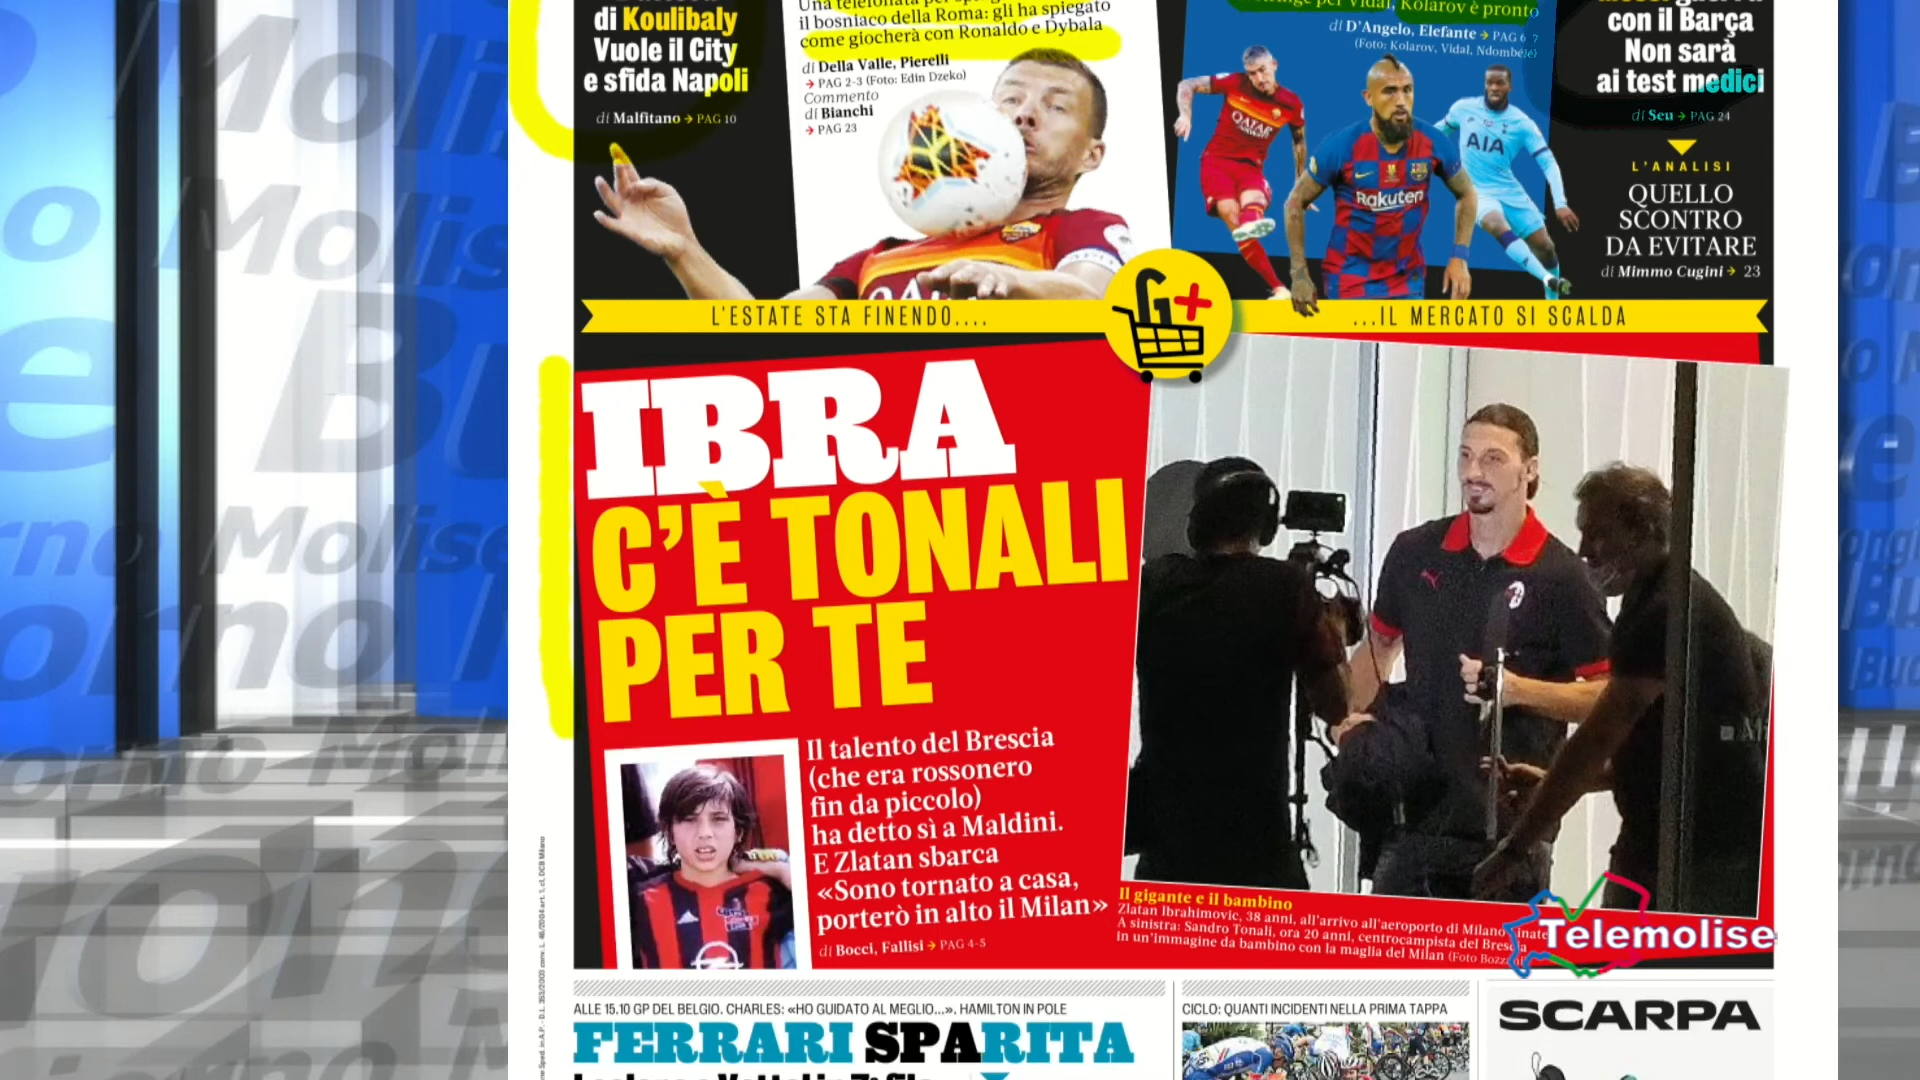 di Koulibaly
Vuole il City
e sfida Napoli
di Malfitano → PAG 10
il bosniaco della Roma: gli ha spiegato
come giocherà con Ronaldo e Dybala
di Della Valle, Pierelli
→ PAG 2-3 (Foto: Edin Dzeko)
Commento
di Bianchi
→ PAG 23
per Vidal, Kolarov è pronto
di D'Angelo, Elefante → PAG 6 7
(Foto: Kolarov, Vidal, Ndombélé)
con il Barça
Non sarà
ai test medici
di Seu → PAG 24
L'ANALISI
QUELLO
SCONTRO
DA EVITARE
di Mimmo Cugini → 23
QATAR
Rakuten
AIA
L'ESTATE STA FINENDO....
G+
...IL MERCATO SI SCALDA
IBRA
C'È TONALI
PER TE
Il talento del Brescia
(che era rossonero
fin da piccolo)
ha detto sì a Maldini.
E Zlatan sbarca
«Sono tornato a casa,
porterò in alto il Milan»
di Bocci, Fallisi → PAG 4-5
Il gigante e il bambino
Zlatan Ibrahimovic, 38 anni, all'arrivo all'aeroporto di Milano
A sinistra: Sandro Tonali, ora 20 anni, centrocampista del Brescia
in un'immagine da bambino con la maglia del Milan (Foto
Telemolise
ALLE 15.10 GP DEL BELGIO. CHARLES: «HO GUIDATO AL MEGLIO...». HAMILTON IN POLE
FERRARI SPARITA
CICLO: QUANTI INCIDENTI NELLA PRIMA TAPPA
SCARPA